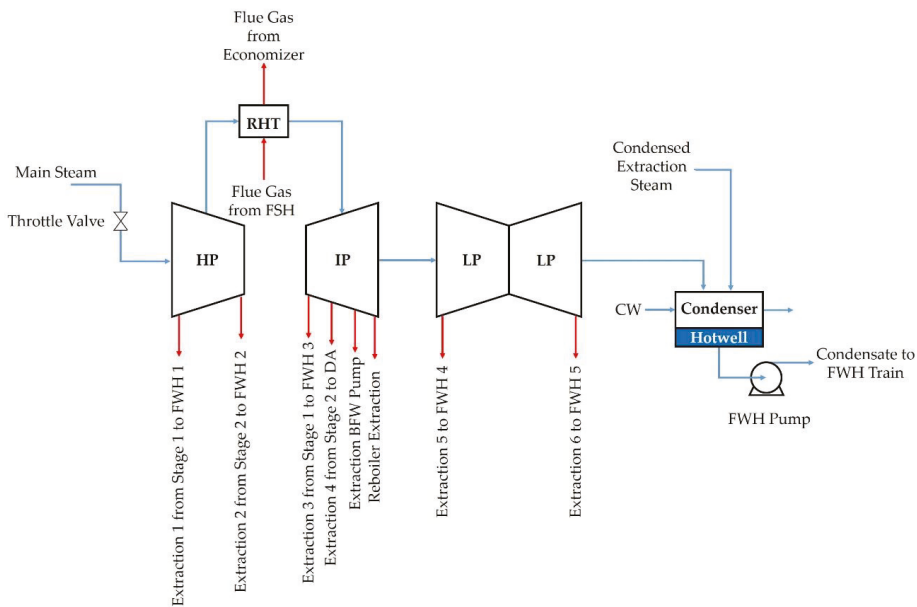 Flue Gas
from
Economizer
RHT
Main Steam
Flue Gas
from FSH
Condensed
Extraction
Steam
Throttle Valve
HP
IP
LP
LP
CW
Condenser
Hotwell
Condensate to
FWH Train
FWH Pump
Extraction 1 from Stage 1 to FWH 1
Extraction 2 from Stage 2 to FWH 2
Extraction 3 from Stage 1 to FWH 3
Extraction 4 from Stage 2 to DA
Extraction BFW Pump
Reboiler Extraction
Extraction 5 to FWH 4
Extraction 6 to FWH 5